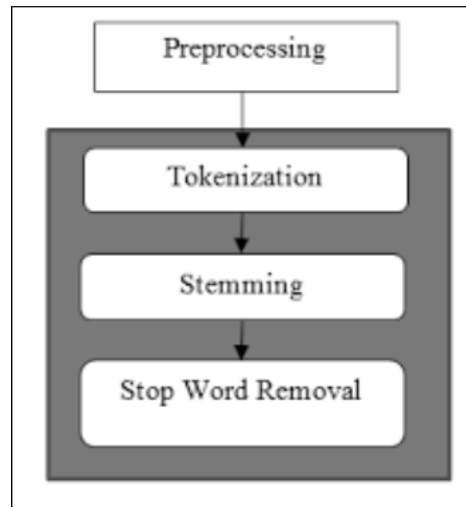 Preprocessing
Tokenization
Stemming
Stop Word Removal